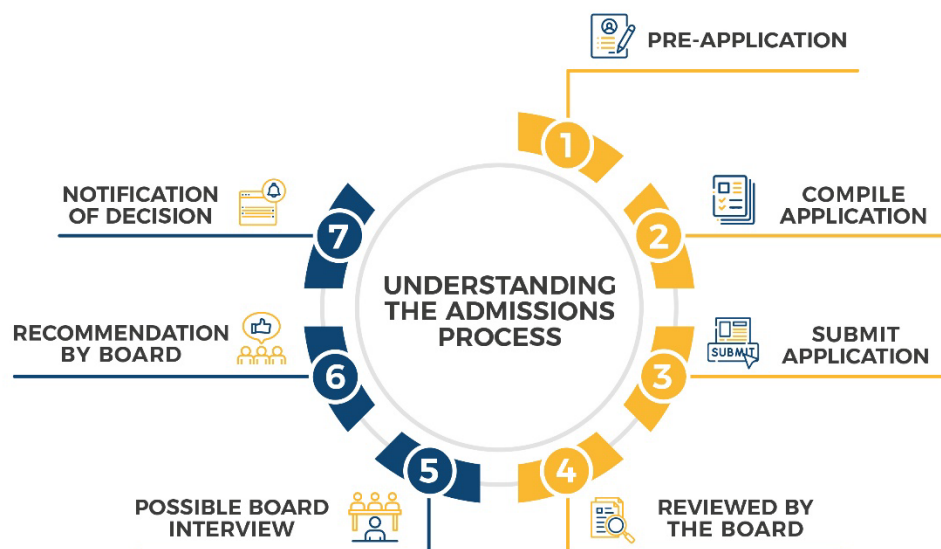 UNDERSTANDING
THE ADMISSIONS
PROCESS
1
PRE-APPLICATION
2
COMPILE
APPLICATION
3
SUBMIT
SUBMIT
APPLICATION
4
REVIEWED BY
THE BOARD
5
POSSIBLE BOARD
INTERVIEW
6
RECOMMENDATION
BY BOARD
7
NOTIFICATION
OF DECISION